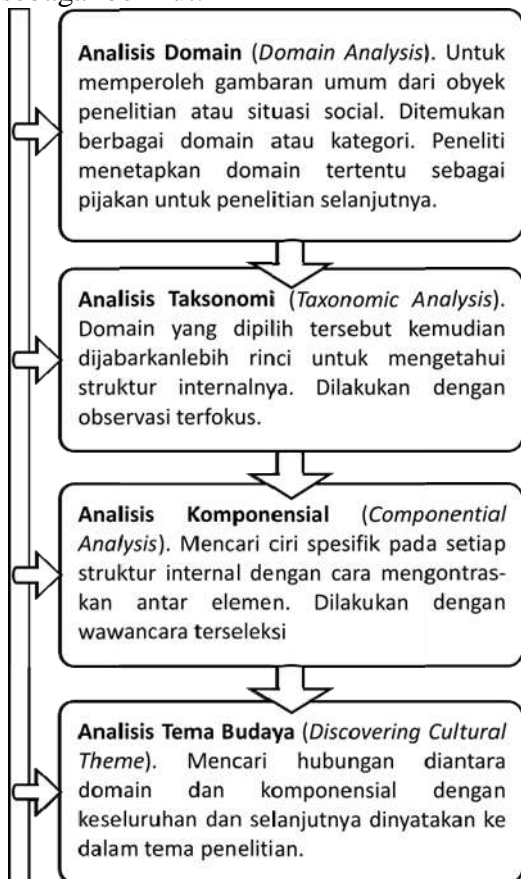 Analisis Domain (Domain Analysis). Untuk
memperoleh gambaran umum dari obyek
penelitian atau situasi social. Ditemukan
berbagai domain atau kategori. Peneliti
menetapkan domain tertentu sebagai
pijakan untuk penelitian selanjutnya.
Analisis Taksonomi (Taxonomic Analysis).
Domain yang dipilih tersebut kemudian
dijabarkanlebih rinci untuk mengetahui
struktur internalnya. Dilakukan dengan
observasi terfokus.
Analisis Komponensial (Componential
Analysis). Mencari ciri spesifik pada setiap
struktur internal dengan cara mengontras-
kan antar elemen. Dilakukan dengan
wawancara terseleksi
Analisis Tema Budaya (Discovering Cultural
Theme). Mencari hubungan diantara
domain dan komponensial dengan
keseluruhan dan selanjutnya dinyatakan ke
dalam tema penelitian.